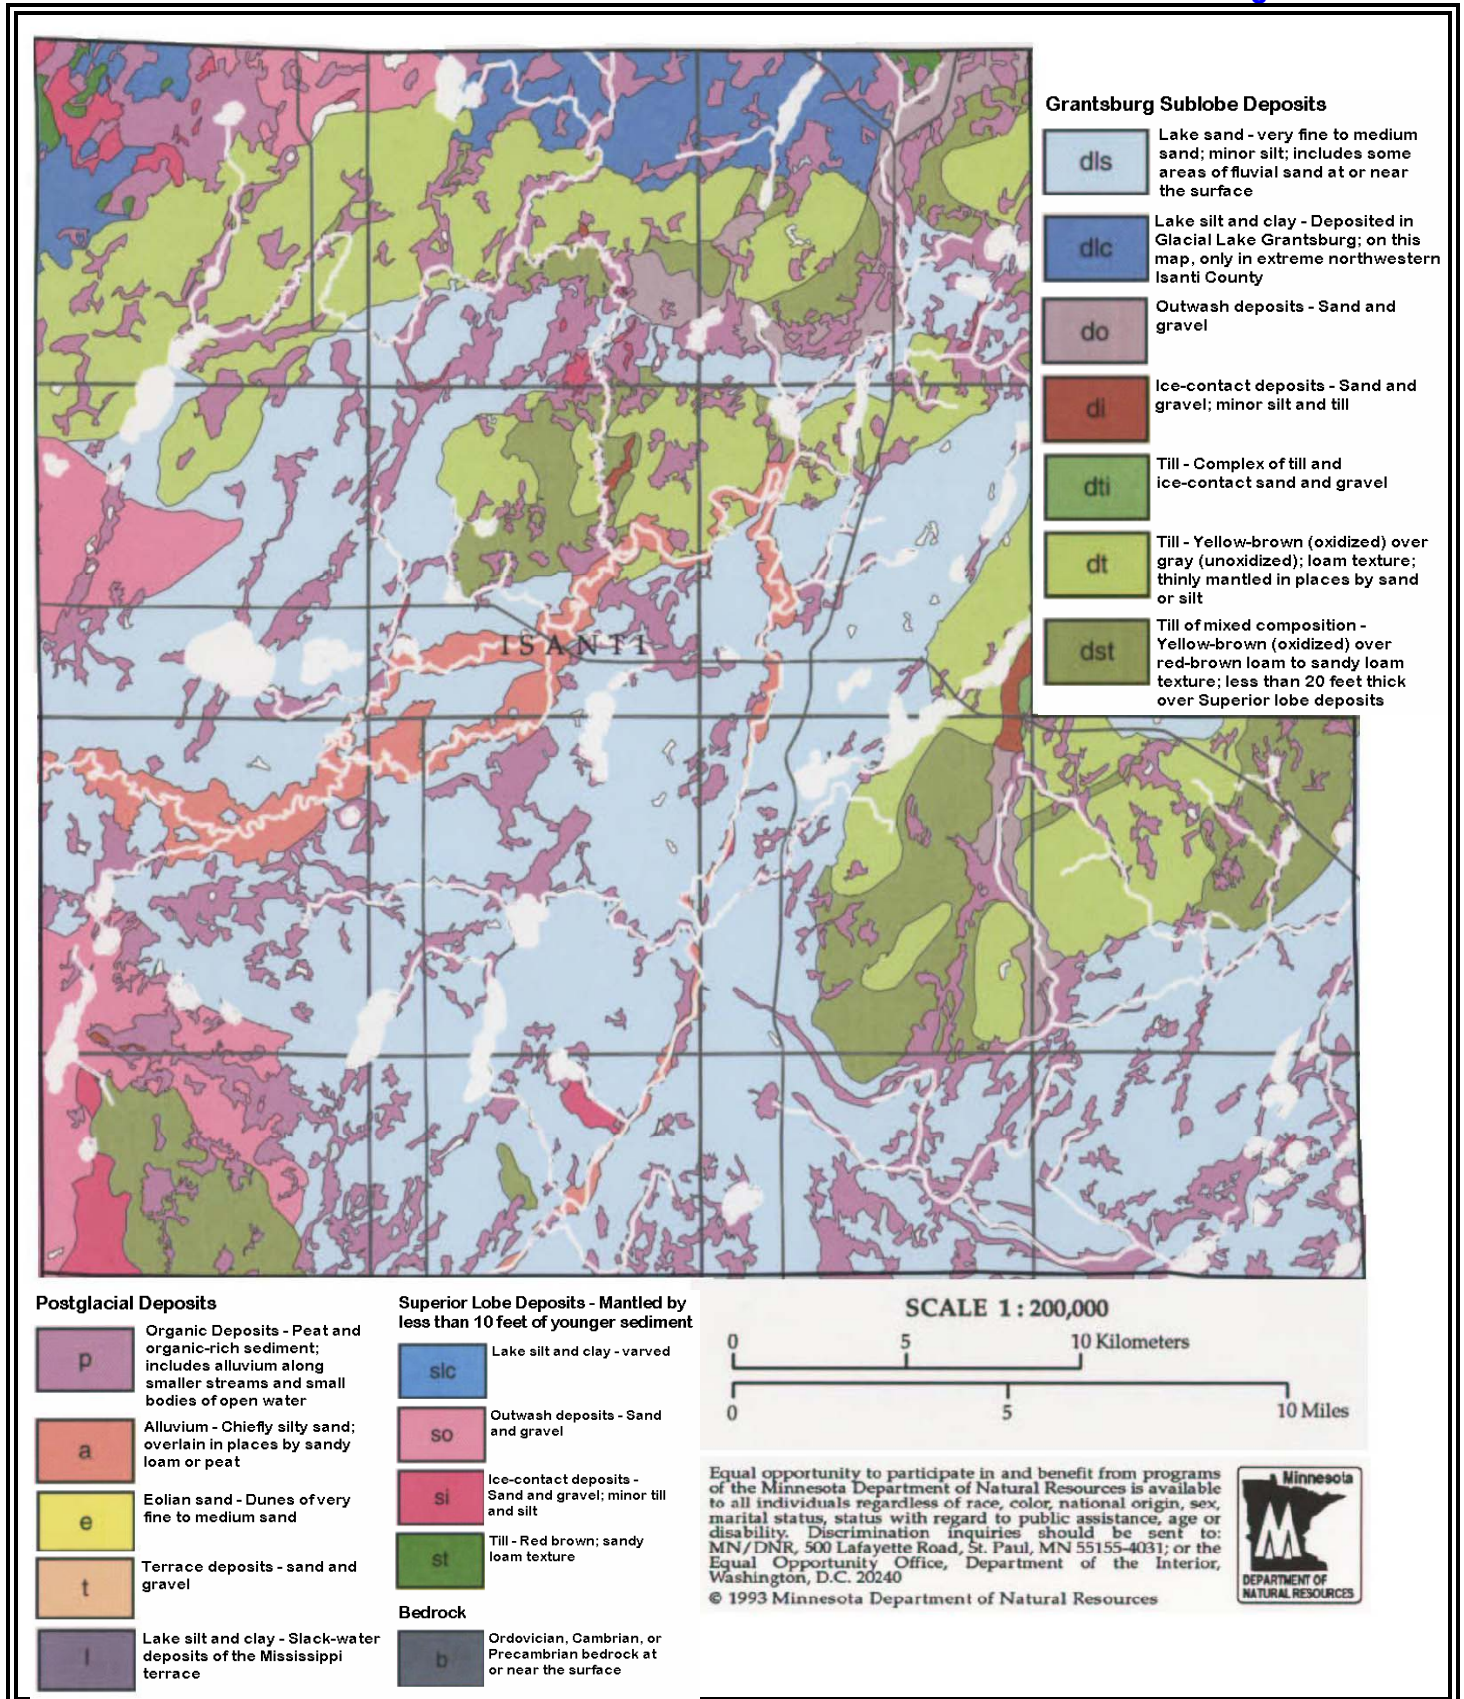 Grantsburg Sublobe Deposits
dls
Lake sand - very fine to medium
sand; minor silt; includes some
areas of fluvial sand at or near
the surface
dlc
Lake silt and clay - Deposited in
Glacial Lake Grantsburg; on this
map, only in extreme northwestern
Isanti County
do
Outwash deposits - Sand and
gravel
di
Ice-contact deposits - Sand and
gravel; minor silt and till
dti
Till - Complex of till and
ice-contact sand and gravel
dt
Till - Yellow-brown (oxidized) over
gray (unoxidized); loam texture;
thinly mantled in places by sand
or silt
dst
Till of mixed composition -
Yellow-brown (oxidized) over
red-brown loam to sandy loam
texture; less than 20 feet thick
over Superior lobe deposits
ISANTI
Postglacial Deposits
p
Organic Deposits - Peat and
organic-rich sediment;
includes alluvium along
smaller streams and small
bodies of open water
a
Alluvium - Chiefly silty sand;
overlain in places by sandy
loam or peat
e
Eolian sand - Dunes of very
fine to medium sand
t
Terrace deposits - sand and
gravel
l
Lake silt and clay - Slack-water
deposits of the Mississippi
terrace
Superior Lobe Deposits - Mantled by
less than 10 feet of younger sediment
slc
Lake silt and clay - varved
so
Outwash deposits - Sand
and gravel
si
Ice-contact deposits -
Sand and gravel; minor till
and silt
st
Till - Red brown; sandy
loam texture
Bedrock
b
Ordovician, Cambrian, or
Precambrian bedrock at
or near the surface
SCALE 1 : 200,000
0 5 10 Kilometers
0 5 10 Miles
Equal opportunity to participate in and benefit from programs
of the Minnesota Department of Natural Resources is available
to all individuals regardless of race, color, national origin, sex,
marital status, status with regard to public assistance, age or
disability. Discrimination inquiries should be sent to:
MN/DNR, 500 Lafayette Road, St. Paul, MN 55155-4031; or the
Equal Opportunity Office, Department of the Interior,
Washington, D.C. 20240
© 1993 Minnesota Department of Natural Resources
Minnesota
DEPARTMENT OF
NATURAL RESOURCES